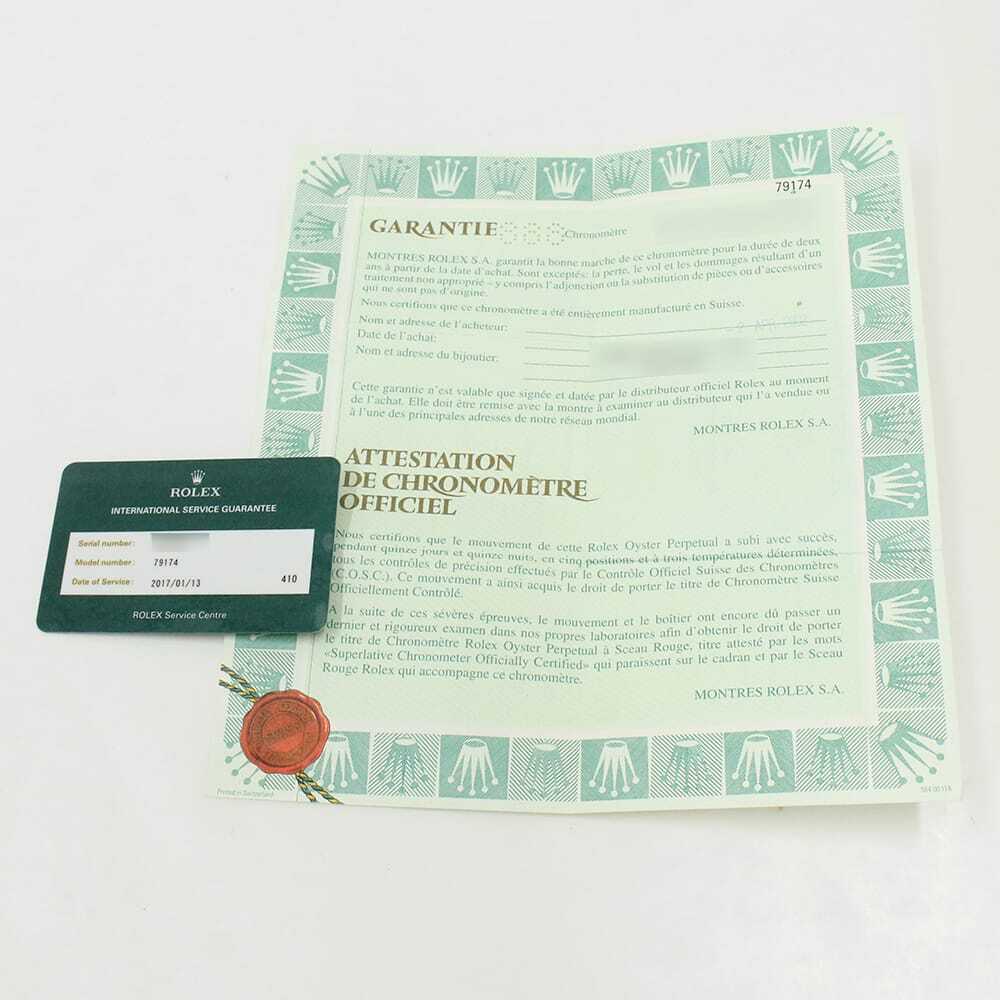 79174
GARANTIE Chronomètre
MONTRES ROLEX S.A. garantit la bonne marche de ce chronomètre pour la durée de deux
ans à partir de la date d'achat. Sont exceptés: la perte, le vol et les dommages résultant d'un
traitement non approprié – y compris l'adjonction ou la substitution de pièces ou d'accessoires
qui ne sont pas d'origine.
Nous certifions que ce chronomètre a été entièrement manufacturé en Suisse.
Nom et adresse de l'acheteur:
Date de l'achat:
Nom et adresse du bijoutier:
Cette garantie n'est valable que signée et datée par le distributeur officiel Rolex au moment
de l'achat. Elle doit être remise avec la montre à examiner au distributeur qui l'a vendue ou
à l'une des principales adresses de notre réseau mondial.
MONTRES ROLEX S.A.
ATTESTATION
DE CHRONOMÈTRE
OFFICIEL
Nous certifions que le mouvement de cette Rolex Oyster Perpetual a subi avec succès,
pendant quinze jours et quinze nuits, en cinq positions et à trois températures déterminées,
tous les contrôles de précision effectués par le Contrôle Officiel Suisse des Chronomètres
(C.O.S.C.). Ce mouvement a ainsi acquis le droit de porter le titre de Chronomètre Suisse
Officiellement Contrôlé.
A la suite de ces sévères épreuves, le mouvement et le boîtier ont encore dû passer un
dernier et rigoureux examen dans nos propres laboratoires afin d'obtenir le droit de porter
le titre de Chronomètre Rolex Oyster Perpetual à Sceau Rouge, titre attesté par les mots
«Superlative Chronometer Officially Certified» qui paraissent sur le cadran et par le Sceau
Rouge Rolex qui accompagne ce chronomètre.
MONTRES ROLEX S.A.
Printed in Switzerland
ROLEX
INTERNATIONAL SERVICE GUARANTEE
Serial number:
Model number: 79174
Date of Service: 2017/01/13 410
ROLEX Service Centre